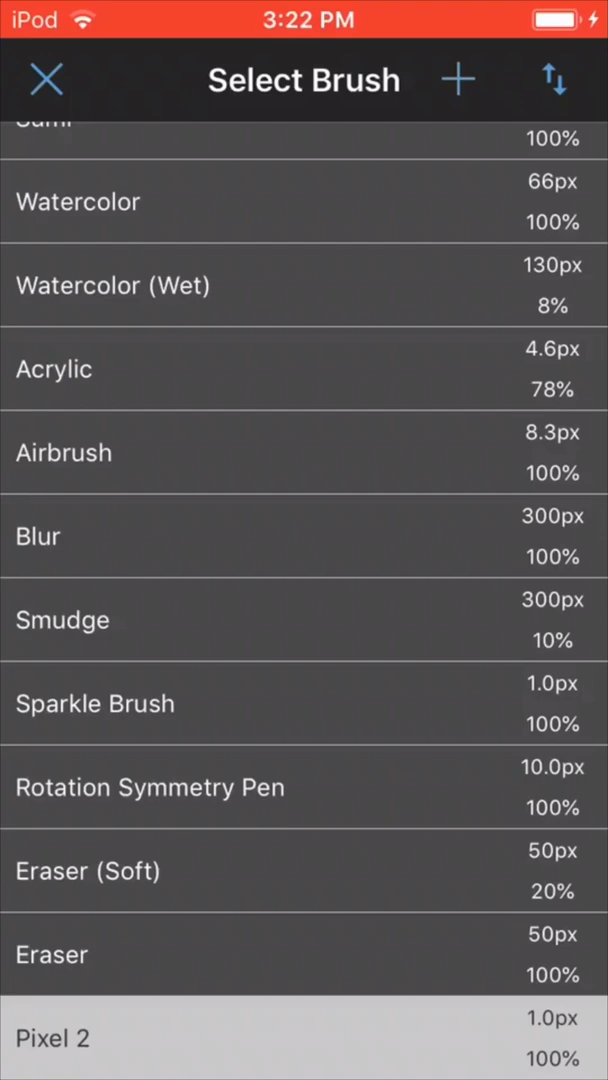 iPod 3:22 PM
Select Brush
100%
Watercolor 66px
100%
Watercolor (Wet) 130px
8%
Acrylic 4.6px
78%
Airbrush 8.3px
100%
Blur 300px
100%
Smudge 300px
10%
Sparkle Brush 1.0px
100%
Rotation Symmetry Pen 10.0px
100%
Eraser (Soft) 50px
20%
Eraser 50px
100%
Pixel 2 1.0px
100%